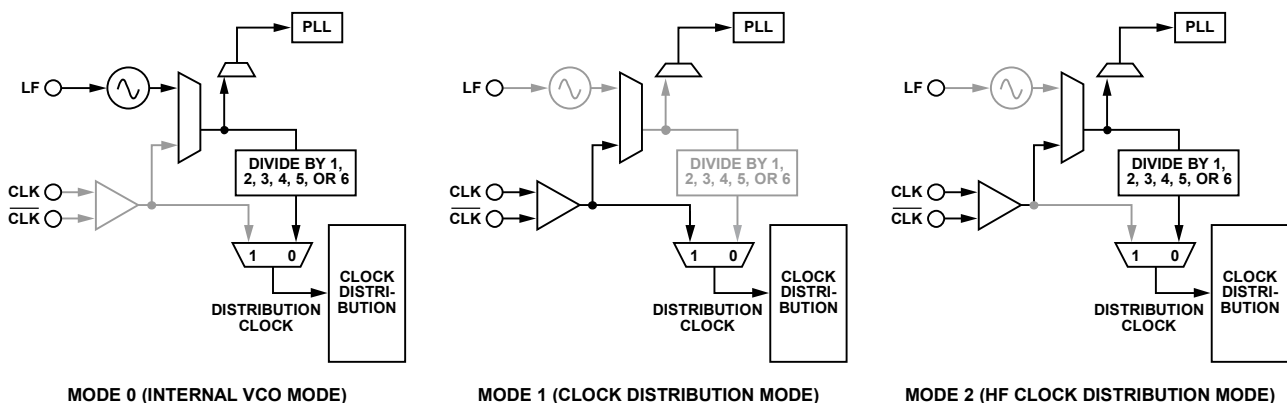 PLL
LF
DIVIDE BY 1,
2, 3, 4, 5, OR 6
CLK
CLK
1 0
CLOCK
DISTRI-
BUTION
DISTRIBUTION
CLOCK
MODE 0 (INTERNAL VCO MODE)
PLL
LF
DIVIDE BY 1,
2, 3, 4, 5, OR 6
CLK
CLK
1 0
CLOCK
DISTRI-
BUTION
DISTRIBUTION
CLOCK
MODE 1 (CLOCK DISTRIBUTION MODE)
PLL
LF
DIVIDE BY 1,
2, 3, 4, 5, OR 6
CLK
CLK
1 0
CLOCK
DISTRI-
BUTION
DISTRIBUTION
CLOCK
MODE 2 (HF CLOCK DISTRIBUTION MODE)